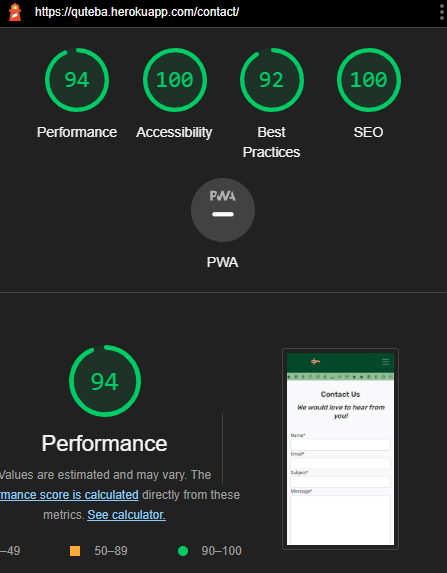 https://quteba.herokuapp.com/contact/
94
100
92
100
Performance
Accessibility
Best
Practices
SEO
PWA
PWA
94
Performance
Values are estimated and may vary. The
rmance score is calculated directly from these
metrics. See calculator.
–49
50–89
90–100
Contact Us
We would love to hear from
you!
Name*
Email*
Subject*
Message*